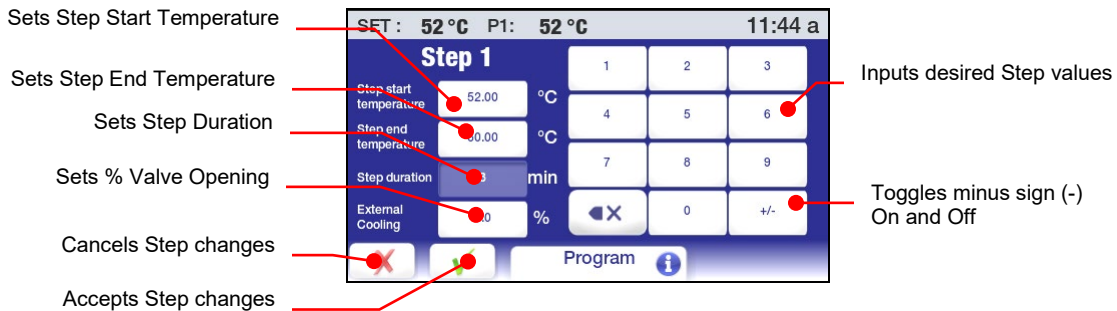 Sets Step Start Temperature
Sets Step End Temperature
Sets Step Duration
Sets % Valve Opening
Cancels Step changes
Accepts Step changes
SET : 52 °C P1: 52 °C 11:44 a
Step 1
Step start
temperature
52.00 °C
Step end
temperature
°C
Step duration
min
External
Cooling
%
1 2 3
4 5 6
7 8 9
0 +/-
Program
Inputs desired Step values
Toggles minus sign (-)
On and Off